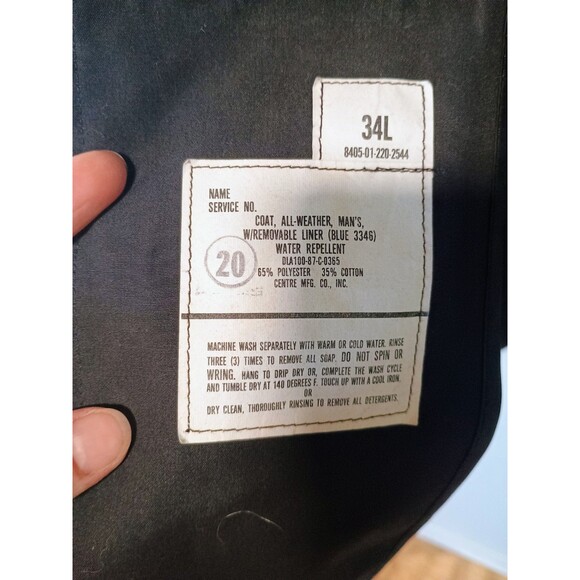 34L
8405-01-220-2544
NAME
SERVICE NO.
COAT, ALL-WEATHER, MAN'S,
W/REMOVABLE LINER (BLUE 3346)
WATER REPELLENT
DLA100-87-C-0365
20
65% POLYESTER 35% COTTON
CENTRE MFG. CO., INC.
MACHINE WASH SEPARATELY WITH WARM OR COLD WATER. RINSE
THREE (3) TIMES TO REMOVE ALL SOAP. DO NOT SPIN OR
WRING. HANG TO DRIP DRY OR, COMPLETE THE WASH CYCLE
AND TUMBLE DRY AT 140 DEGREES F. TOUCH UP WITH A COOL IRON.
OR
DRY CLEAN, THOROUGHLY RINSING TO REMOVE ALL DETERGENTS.